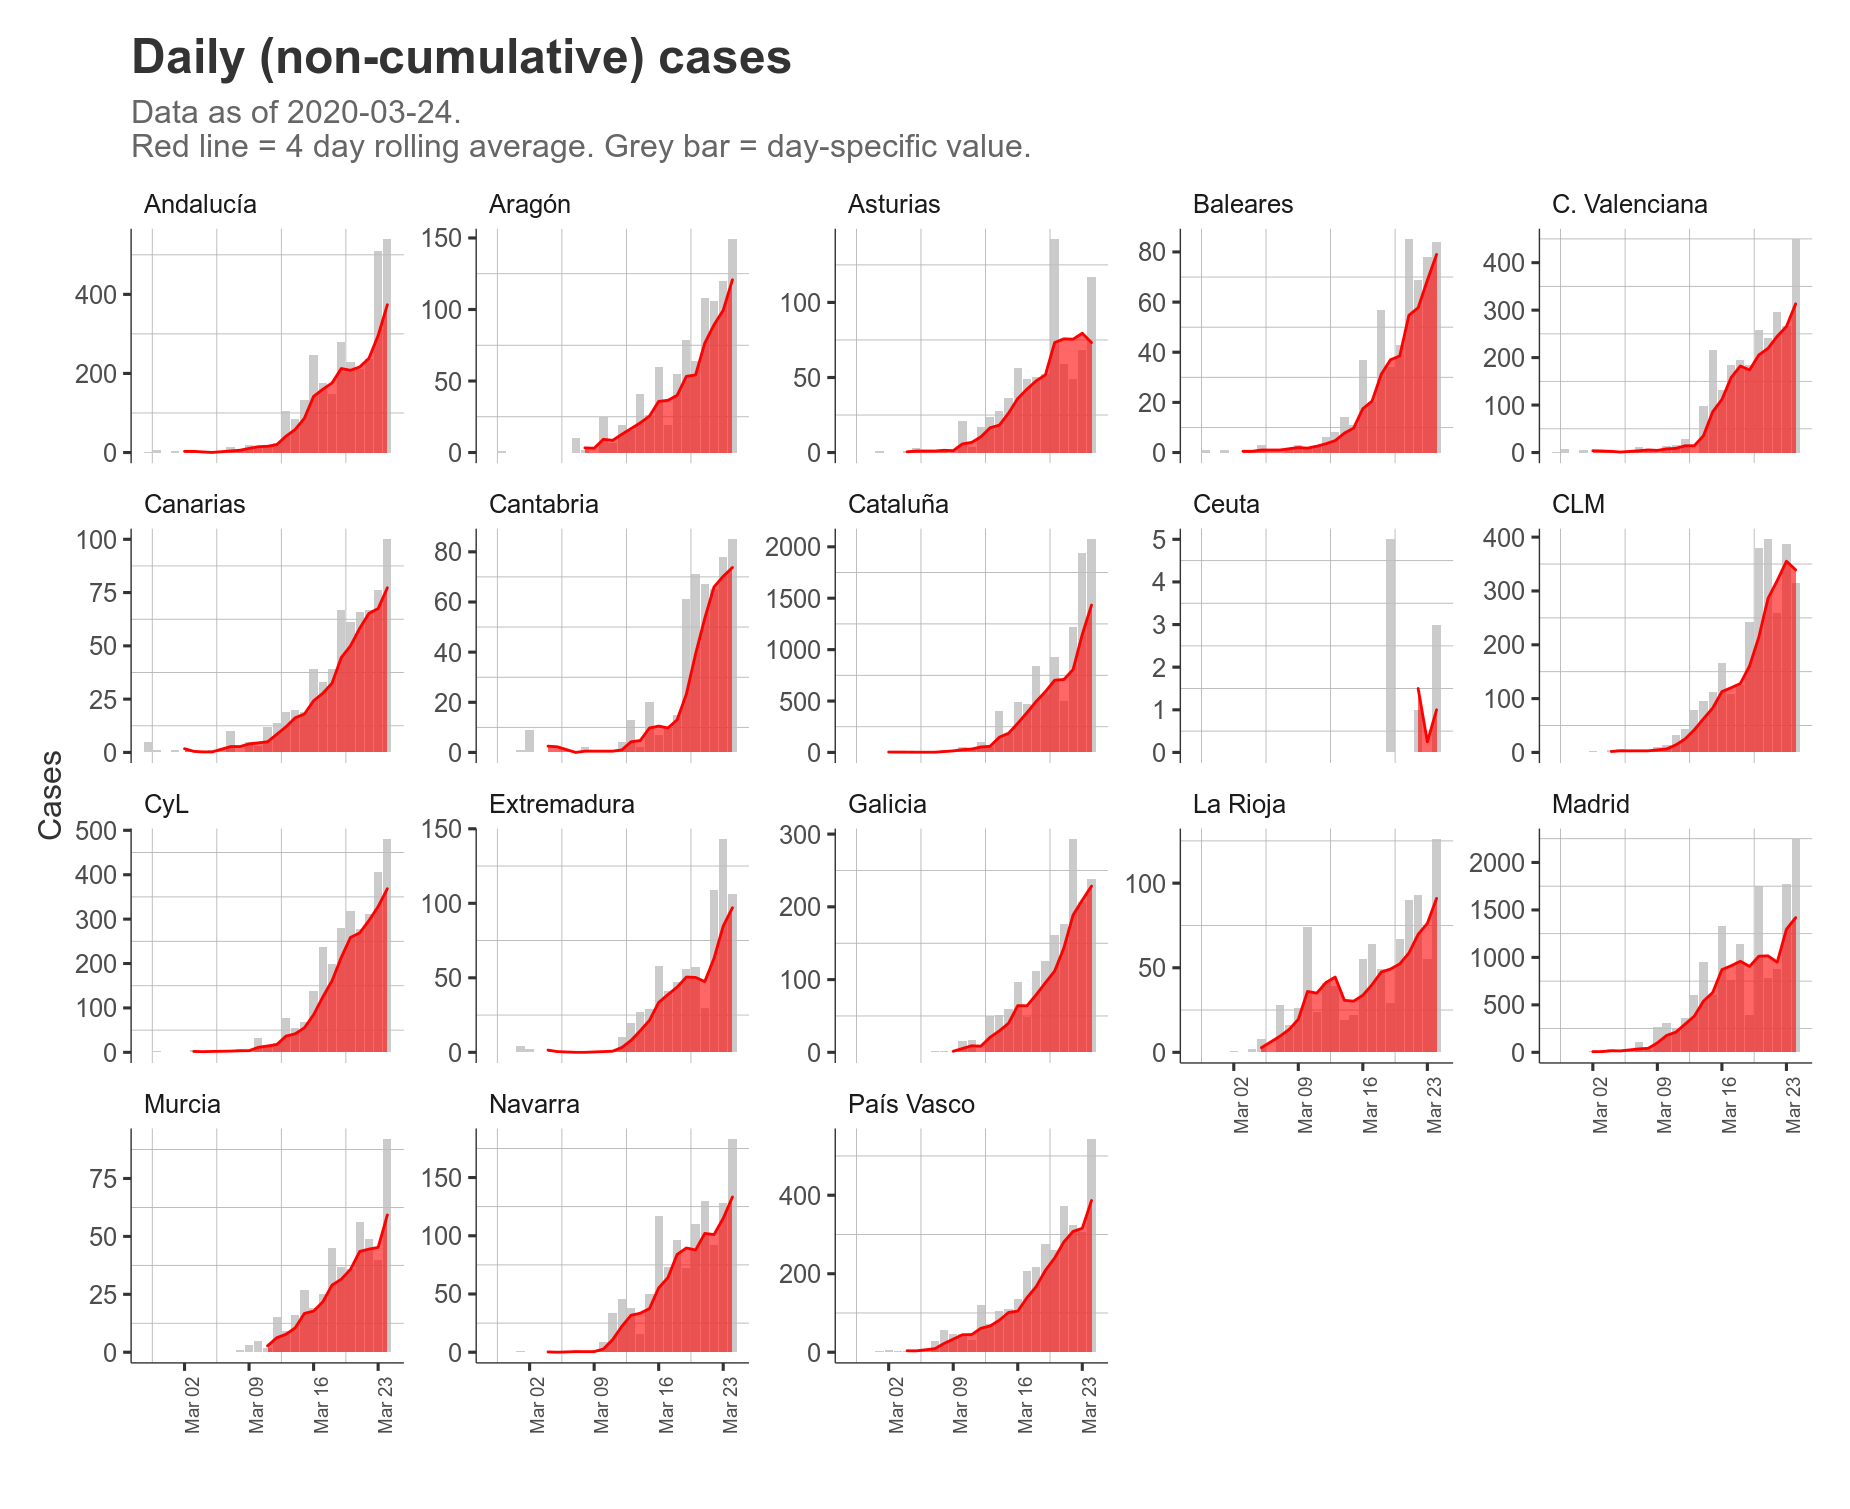 Daily (non-cumulative) cases
Data as of 2020-03-24.
Red line = 4 day rolling average. Grey bar = day-specific value.
Cases
Andalucía
400
200
0
Aragón
150
100
50
0
Asturias
100
50
0
Baleares
80
60
40
20
0
C. Valenciana
400
300
200
100
0
Canarias
100
75
50
25
0
Cantabria
80
60
40
20
0
Cataluña
2000
1500
1000
500
0
Ceuta
5
4
3
2
1
0
CLM
400
300
200
100
0
CyL
500
400
300
200
100
0
Extremadura
150
100
50
0
Galicia
300
200
100
0
La Rioja
100
50
0
Mar 02
Mar 09
Mar 16
Mar 23
Madrid
2000
1500
1000
500
0
Mar 02
Mar 09
Mar 16
Mar 23
Murcia
75
50
25
0
Mar 02
Mar 09
Mar 16
Mar 23
Navarra
150
100
50
0
Mar 02
Mar 09
Mar 16
Mar 23
País Vasco
400
200
0
Mar 02
Mar 09
Mar 16
Mar 23